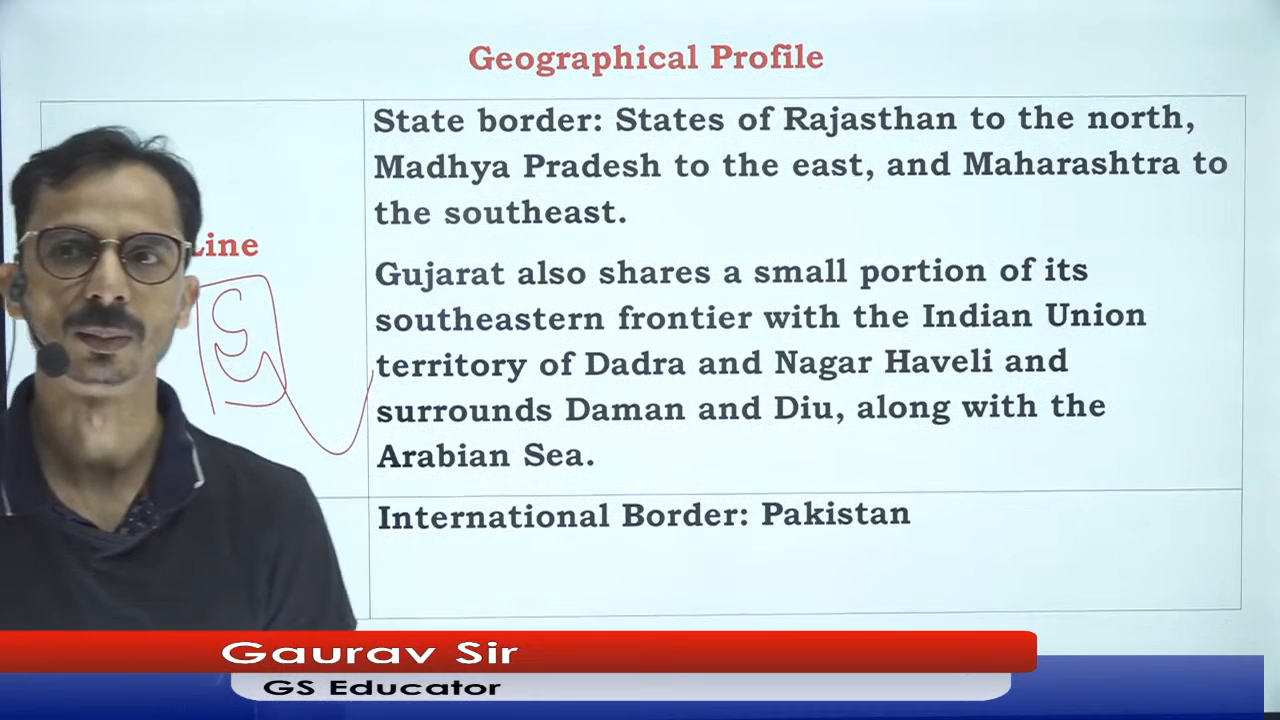 Geographical Profile
State border: States of Rajasthan to the north,
Madhya Pradesh to the east, and Maharashtra to
the southeast.
Line
Gujarat also shares a small portion of its
southeastern frontier with the Indian Union
territory of Dadra and Nagar Haveli and
surrounds Daman and Diu, along with the
Arabian Sea.
International Border: Pakistan
Gaurav Sir
GS Educator